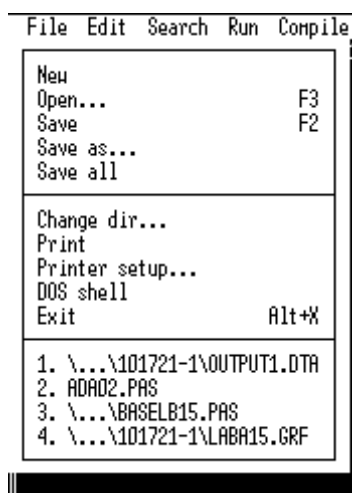 File Edit Search Run Compile
New
Open... F3
Save F2
Save as...
Save all
Change dir...
Print
Printer setup...
DOS shell
Exit Alt+X
1. \...\101721-1\OUTPUT1.DTA
2. ADAD2.PAS
3. \...\BASELB15.PAS
4. \...\101721-1\LABA15.GRF